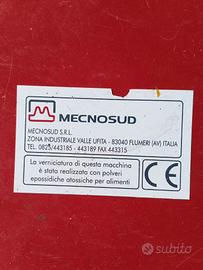 MECNOSUD
MECNOSUD S.R.L.
ZONA INDUSTRIALE VALLE UFITA - 83040 FLUMERI (AV) ITALIA
TEL. 0825/443185 - 443189 FAX 443315
La verniciatura di questa macchina
è stata realizzata con polveri
epossidiche atossiche per alimenti
CE
subito